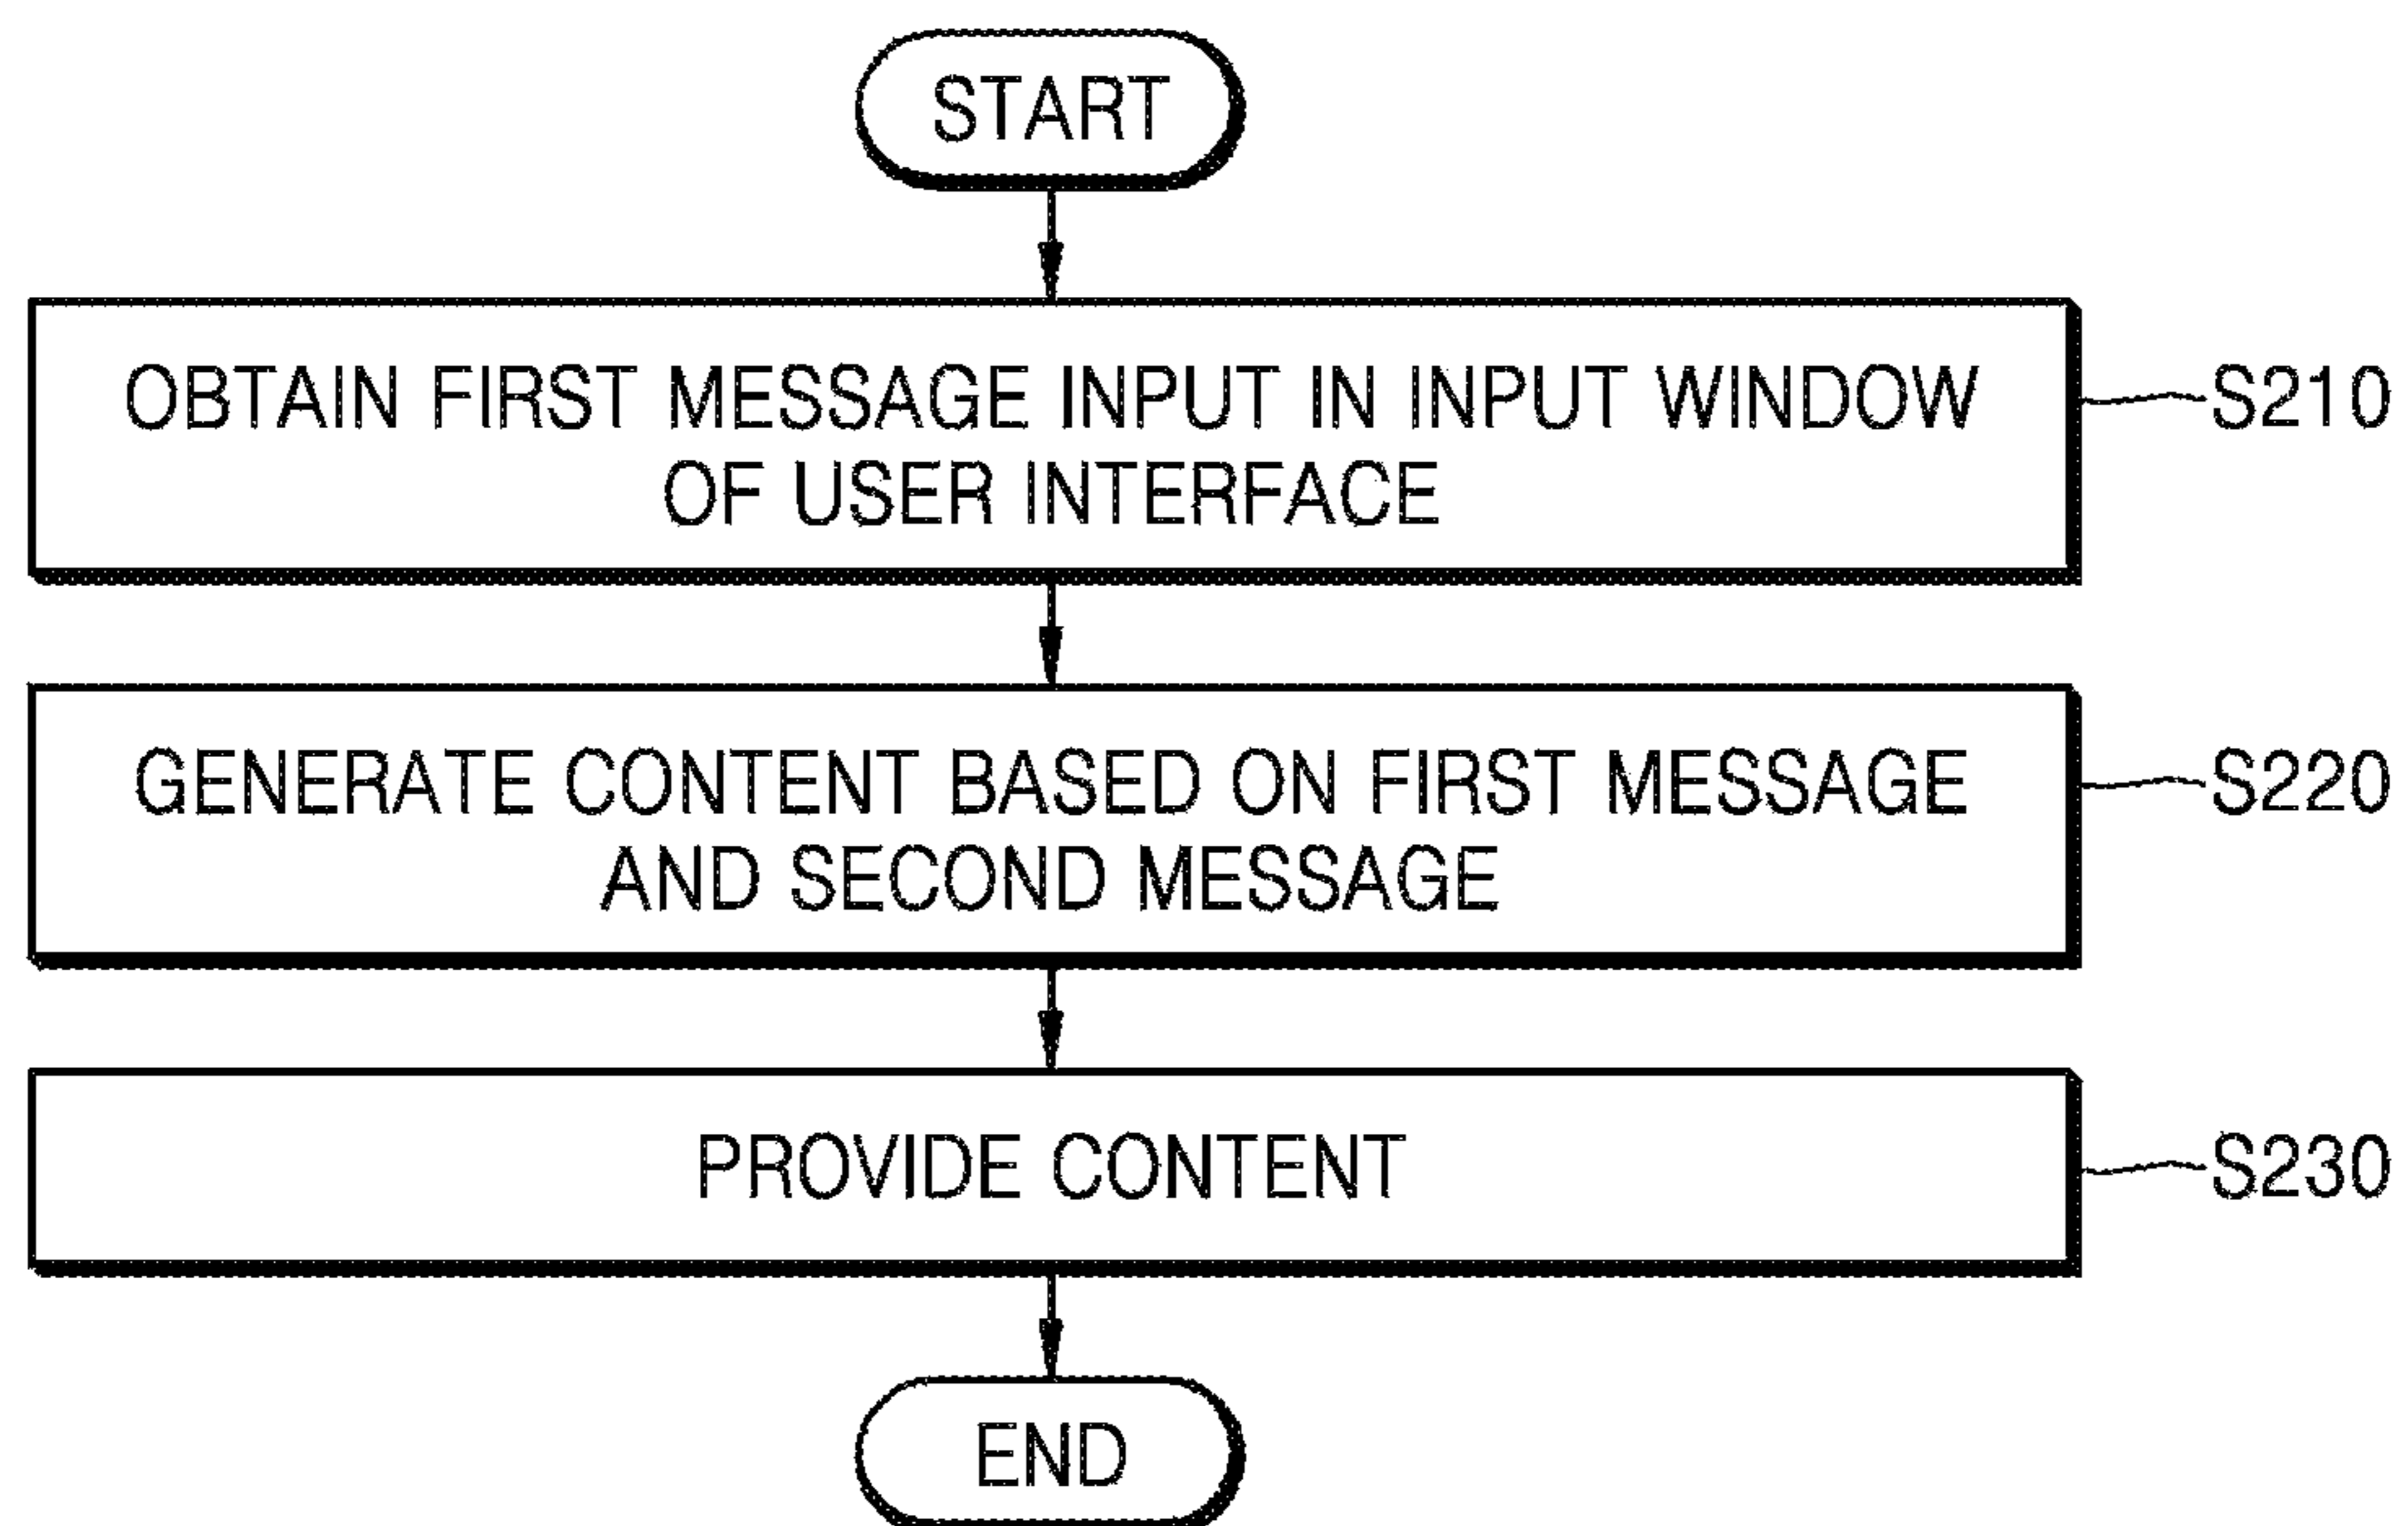 START
OBTAIN FIRST MESSAGE INPUT IN INPUT WINDOW
OF USER INTERFACE
S210
GENERATE CONTENT BASED ON FIRST MESSAGE
AND SECOND MESSAGE
S220
PROVIDE CONTENT
S230
END